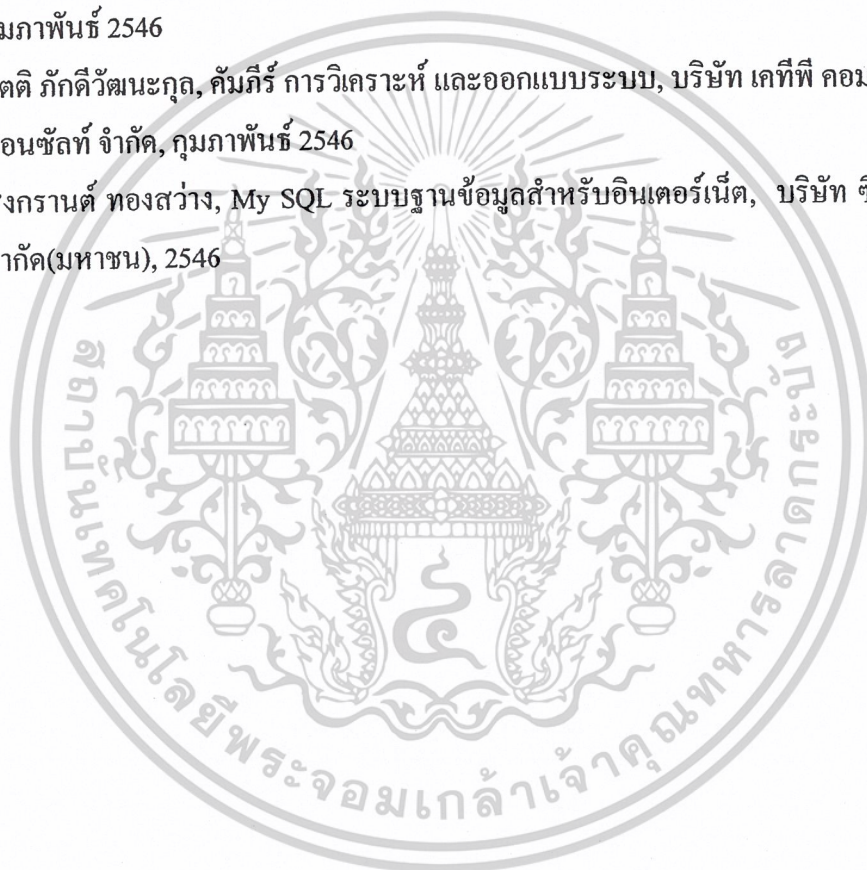 มภาพันธ์ 2546
ตติ ภักดีวัฒนะกุล, คัมภีร์ การวิเคราะห์ และออกแบบระบบ, บริษัท เคทีพี คอม
อนซัลท์ จำกัด, กุมภาพันธ์ 2546
งกรานต์ ทองสว่าง, My SQL ระบบฐานข้อมูลสำหรับอินเตอร์เน็ต, บริษัท ซี
ำกัด(มหาชน), 2546
สถาบันเทคโนโลยีพระจอมเกล้าเจ้าคุณทหารลาดกระบัง
๔